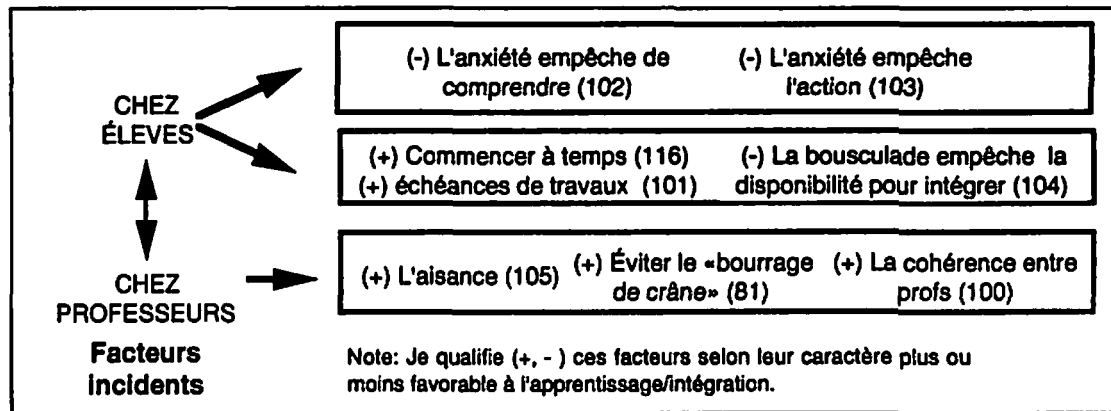 (-) L'anxiété empêche de
comprendre (102)
(-) L'anxiété empêche
l'action (103)
CHEZ
ÉLEVES
(+) Commencer à temps (116)
(+) échéances de travaux (101)
(-) La bousculade empêche la
disponibilité pour intégrer (104)
CHEZ
PROFESSEURS
(+) L'aisance (105)
(+) Éviter le «bourrage
de crâne» (81)
(+) La cohérence entre
profs (100)
Facteurs
incidents
Note: Je qualifie (+, - ) ces facteurs selon leur caractère plus ou
moins favorable à l'apprentissage/intégration.